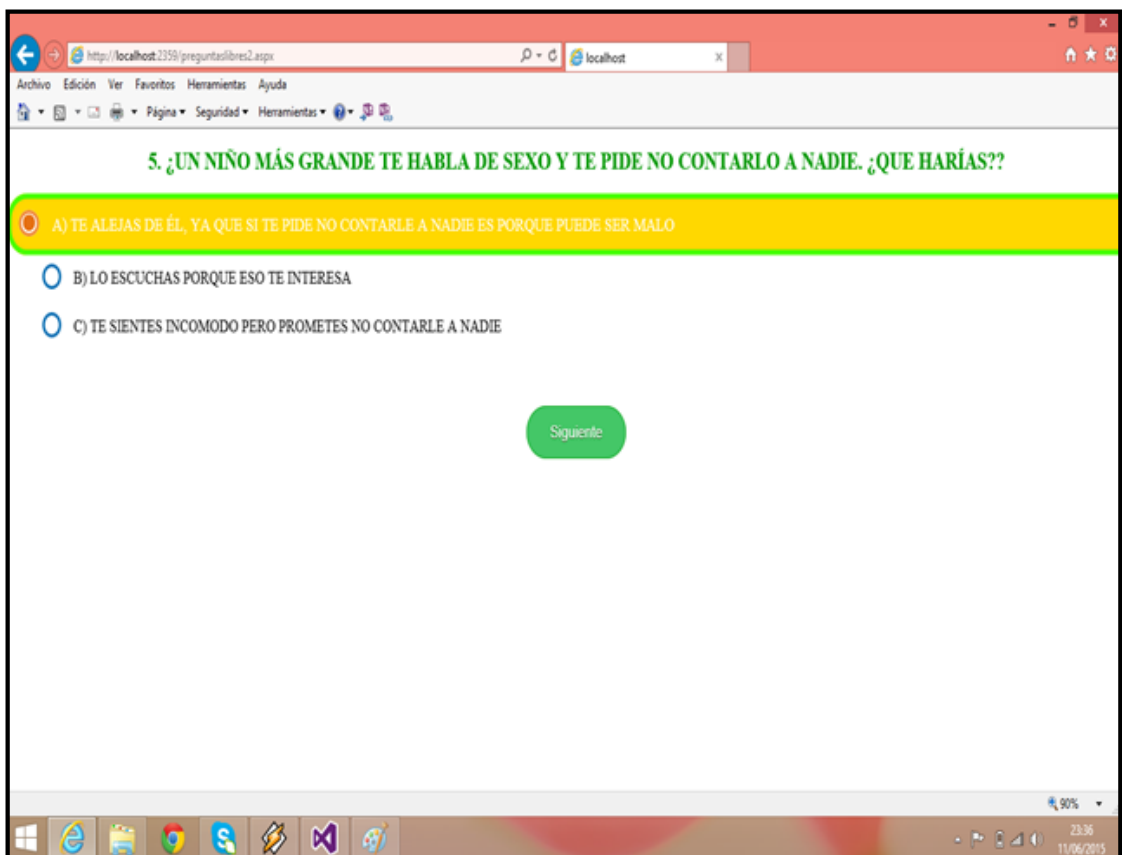 http://localhost:2359/preguntaslibres2.aspx
localhost
Archivo Edición Ver Favoritos Herramientas Ayuda
Página Seguridad Herramientas
5. ¿UN NIÑO MÁS GRANDE TE HABLA DE SEXO Y TE PIDE NO CONTARLO A NADIE. ¿QUE HARÍAS??
A) TE ALEJAS DE ÉL, YA QUE SI TE PIDE NO CONTARLE A NADIE ES PORQUE PUEDE SER MALO
B) LO ESCUCHAS PORQUE ESO TE INTERESA
C) TE SIENTES INCOMODO PERO PROMETES NO CONTARLE A NADIE
Siguiente
90%
23:36
11/06/2015